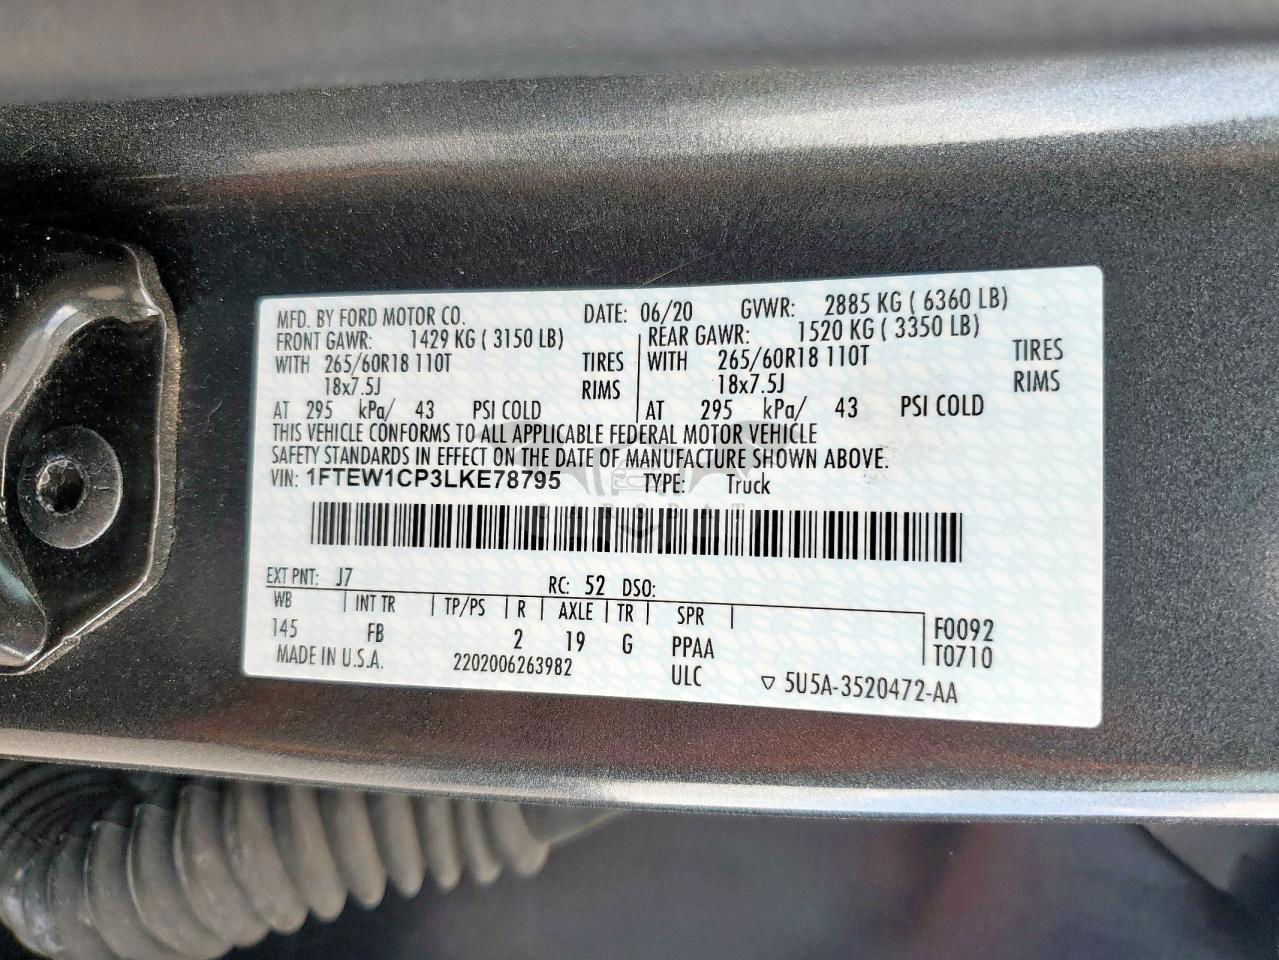 MFD. BY FORD MOTOR CO. DATE: 06/20 GVWR: 2885 KG ( 6360 LB)
FRONT GAWR: 1429 KG ( 3150 LB) REAR GAWR: 1520 KG ( 3350 LB)
WITH 265/60R18 110T TIRES WITH 265/60R18 110T TIRES
18x7.5J RIMS 18x7.5J RIMS
AT 295 kPa/ 43 PSI COLD AT 295 kPa/ 43 PSI COLD
THIS VEHICLE CONFORMS TO ALL APPLICABLE FEDERAL MOTOR VEHICLE
SAFETY STANDARDS IN EFFECT ON THE DATE OF MANUFACTURE SHOWN ABOVE.
VIN: 1FTEW1CP3LKE78795 TYPE: Truck
EXT PNT: J7 RC: 52 DSO:
WB INT TR TP/PS R AXLE TR SPR F0092
145 FB 2 19 G PPAA T0710
MADE IN U.S.A. 2202006263982 ULC ▽ 5U5A-3520472-AA